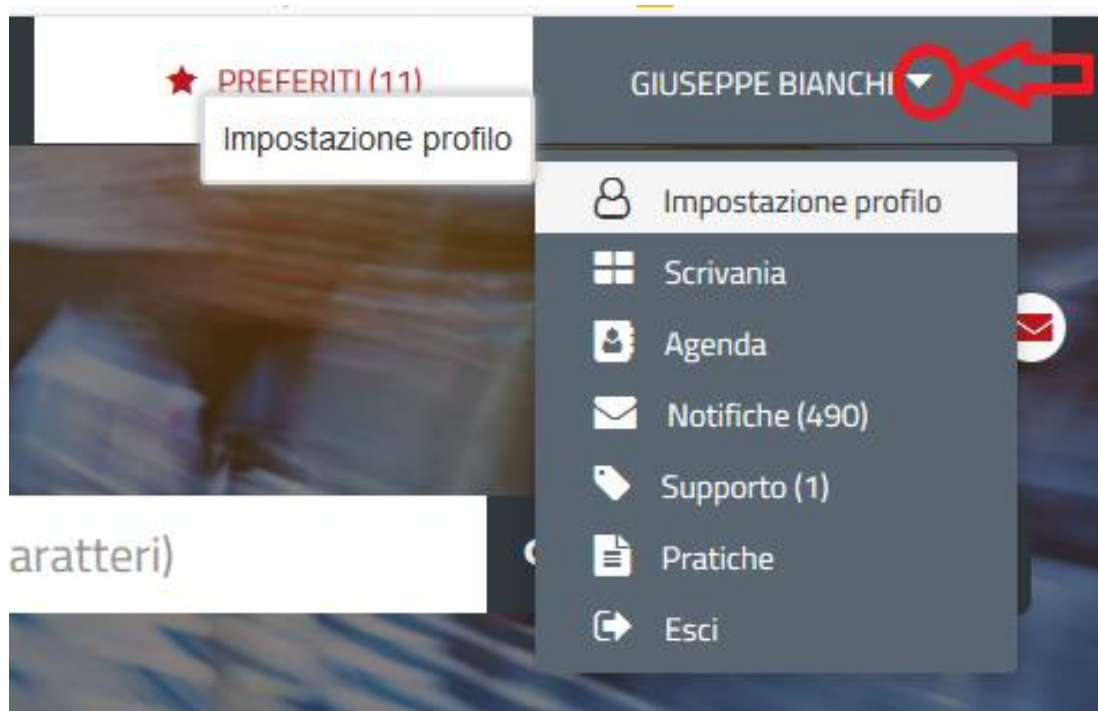 PREFERITI (11)
GIUSEPPE BIANCHI
Impostazione profilo
Impostazione profilo
Scrivania
Agenda
Notifiche (490)
Supporto (1)
aratteri)
Pratiche
Esci